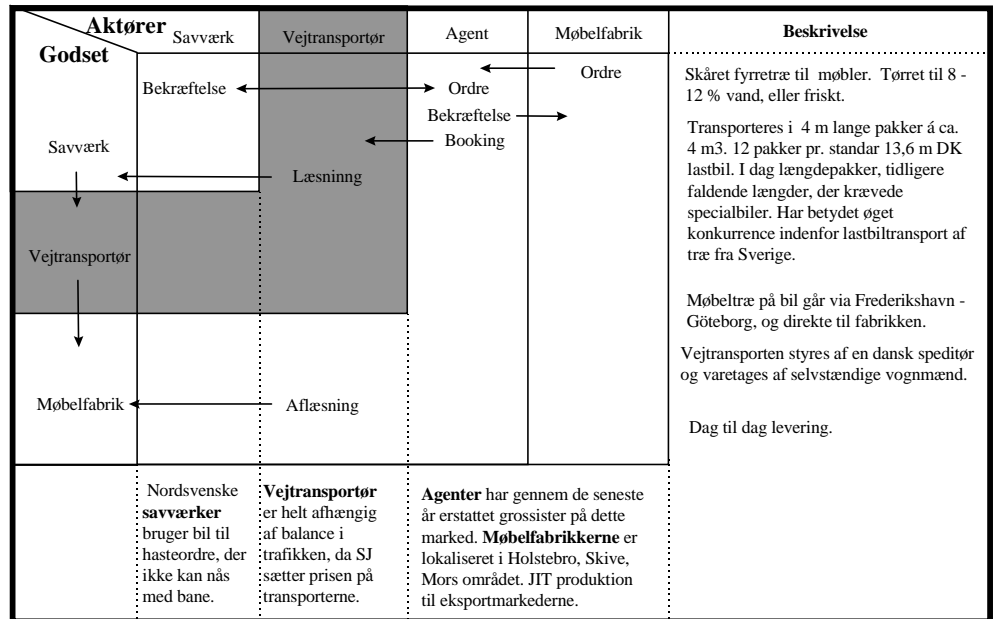 Aktører
Godset
Savværk
Vejtransportør
Agent
Møbelfabrik
Beskrivelse
Ordre
Bekræftelse
Ordre
Bekræftelse
Booking
Savværk
Læsninng
Vejtransportør
Møbelfabrik
Aflæsning
Skåret fyrretræ til møbler. Tørret til 8 -
12 % vand, eller friskt.
Transporteres i 4 m lange pakker á ca.
4 m3. 12 pakker pr. standar 13,6 m DK
lastbil. I dag længdepakker, tidligere
faldende længder, der krævede
specialbiler. Har betydet øget
konkurrence indenfor lastbiltransport af
træ fra Sverige.
Møbeltræ på bil går via Frederikshavn -
Göteborg, og direkte til fabrikken.
Vejtransporten styres af en dansk speditør
og varetages af selvstændige vognmænd.
Dag til dag levering.
Nordsvenske
savværker
bruger bil til
hasteordre, der
ikke kan nås
med bane.
Vejtransportør
er helt afhængig
af balance i
trafikken, da SJ
sætter prisen på
transporterne.
Agenter har gennem de seneste
år erstattet grossister på dette
marked. Møbelfabrikkerne er
lokaliseret i Holstebro, Skive,
Mors området. JIT produktion
til eksportmarkederne.